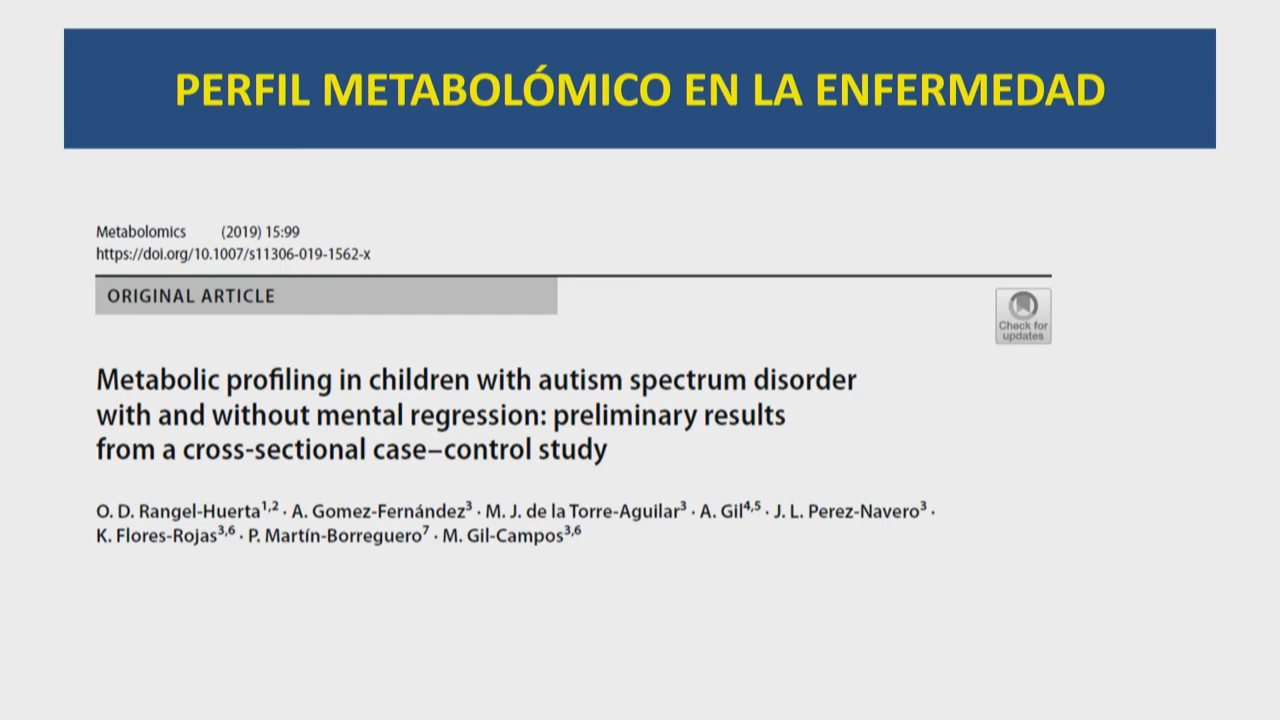 PERFIL METABOLÓMICO EN LA ENFERMEDAD
Metabolomics (2019) 15:99
https://doi.org/10.1007/s11306-019-1562-x
ORIGINAL ARTICLE
Check for
updates
Metabolic profiling in children with autism spectrum disorder
with and without mental regression: preliminary results
from a cross-sectional case–control study
O. D. Rangel-Huerta1,2 · A. Gomez-Fernández3 · M. J. de la Torre-Aguilar3 · A. Gil4,5 · J. L. Perez-Navero3 ·
K. Flores-Rojas3,6 · P. Martín-Borreguero7 · M. Gil-Campos3,6